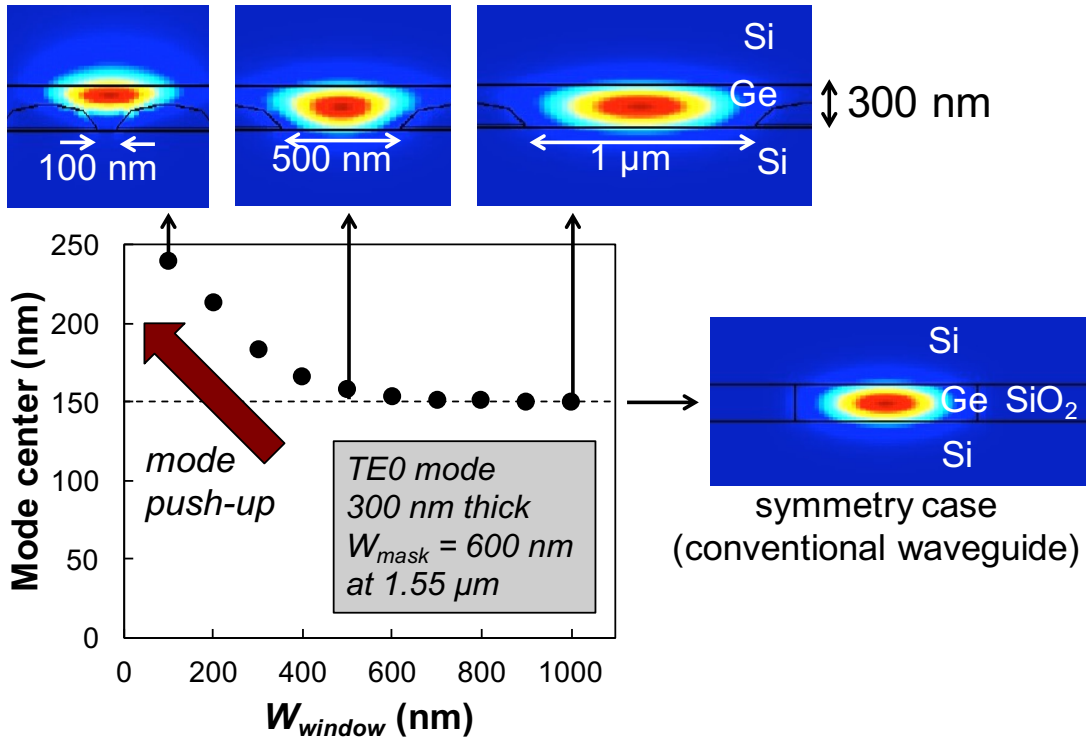 Si
Ge
300 nm
Si
100 nm
500 nm
1 μm
Mode center (nm)
250
200
150
100
50
0
0
200
400
600
800
1000
W_window (nm)
mode
push-up
TE0 mode
300 nm thick
W_mask = 600 nm
at 1.55 μm
Si
Ge
SiO₂
Si
symmetry case
(conventional waveguide)